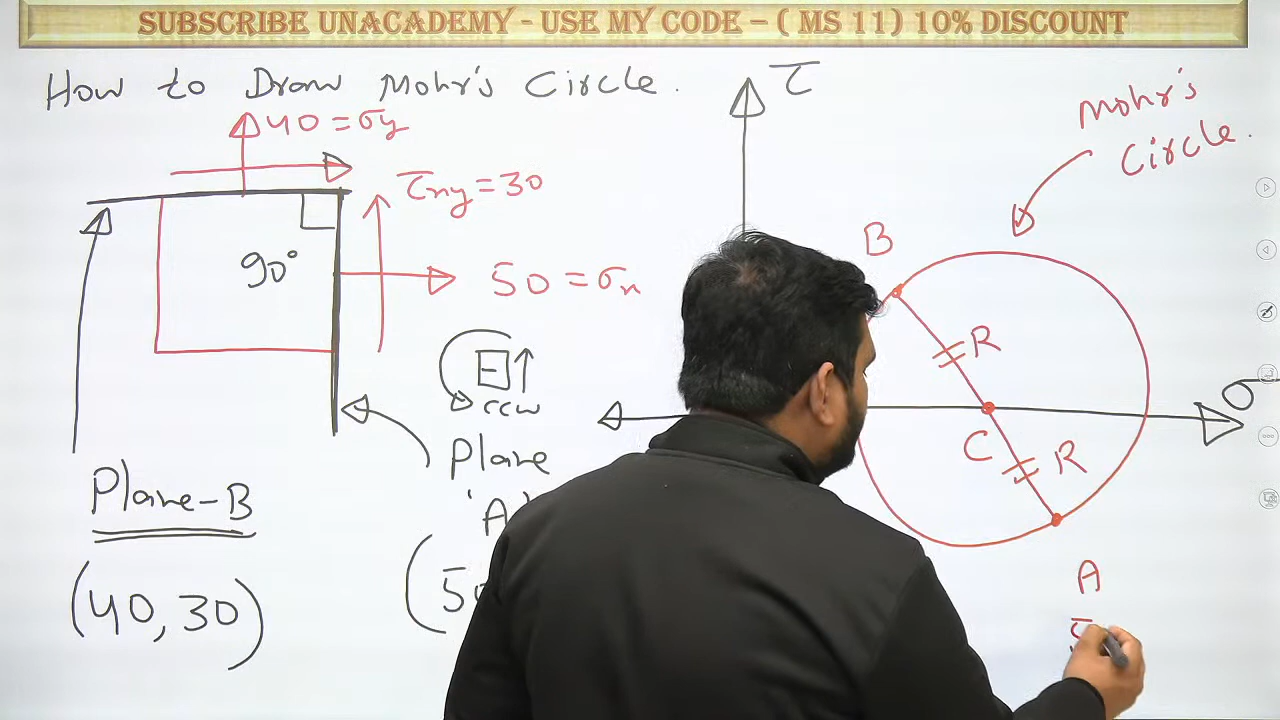 SUBSCRIBE UNACADEMY - USE MY CODE – ( MS 11) 10% DISCOUNT
How to Draw Mohr's Circle.
τ
Mohr's
Circle.
40 = σy
τxy = 30
90°
50 = σx
B
R
σ
C
R
ccw
Plane
'A'
Plane-B
(40, 30)
(50
A